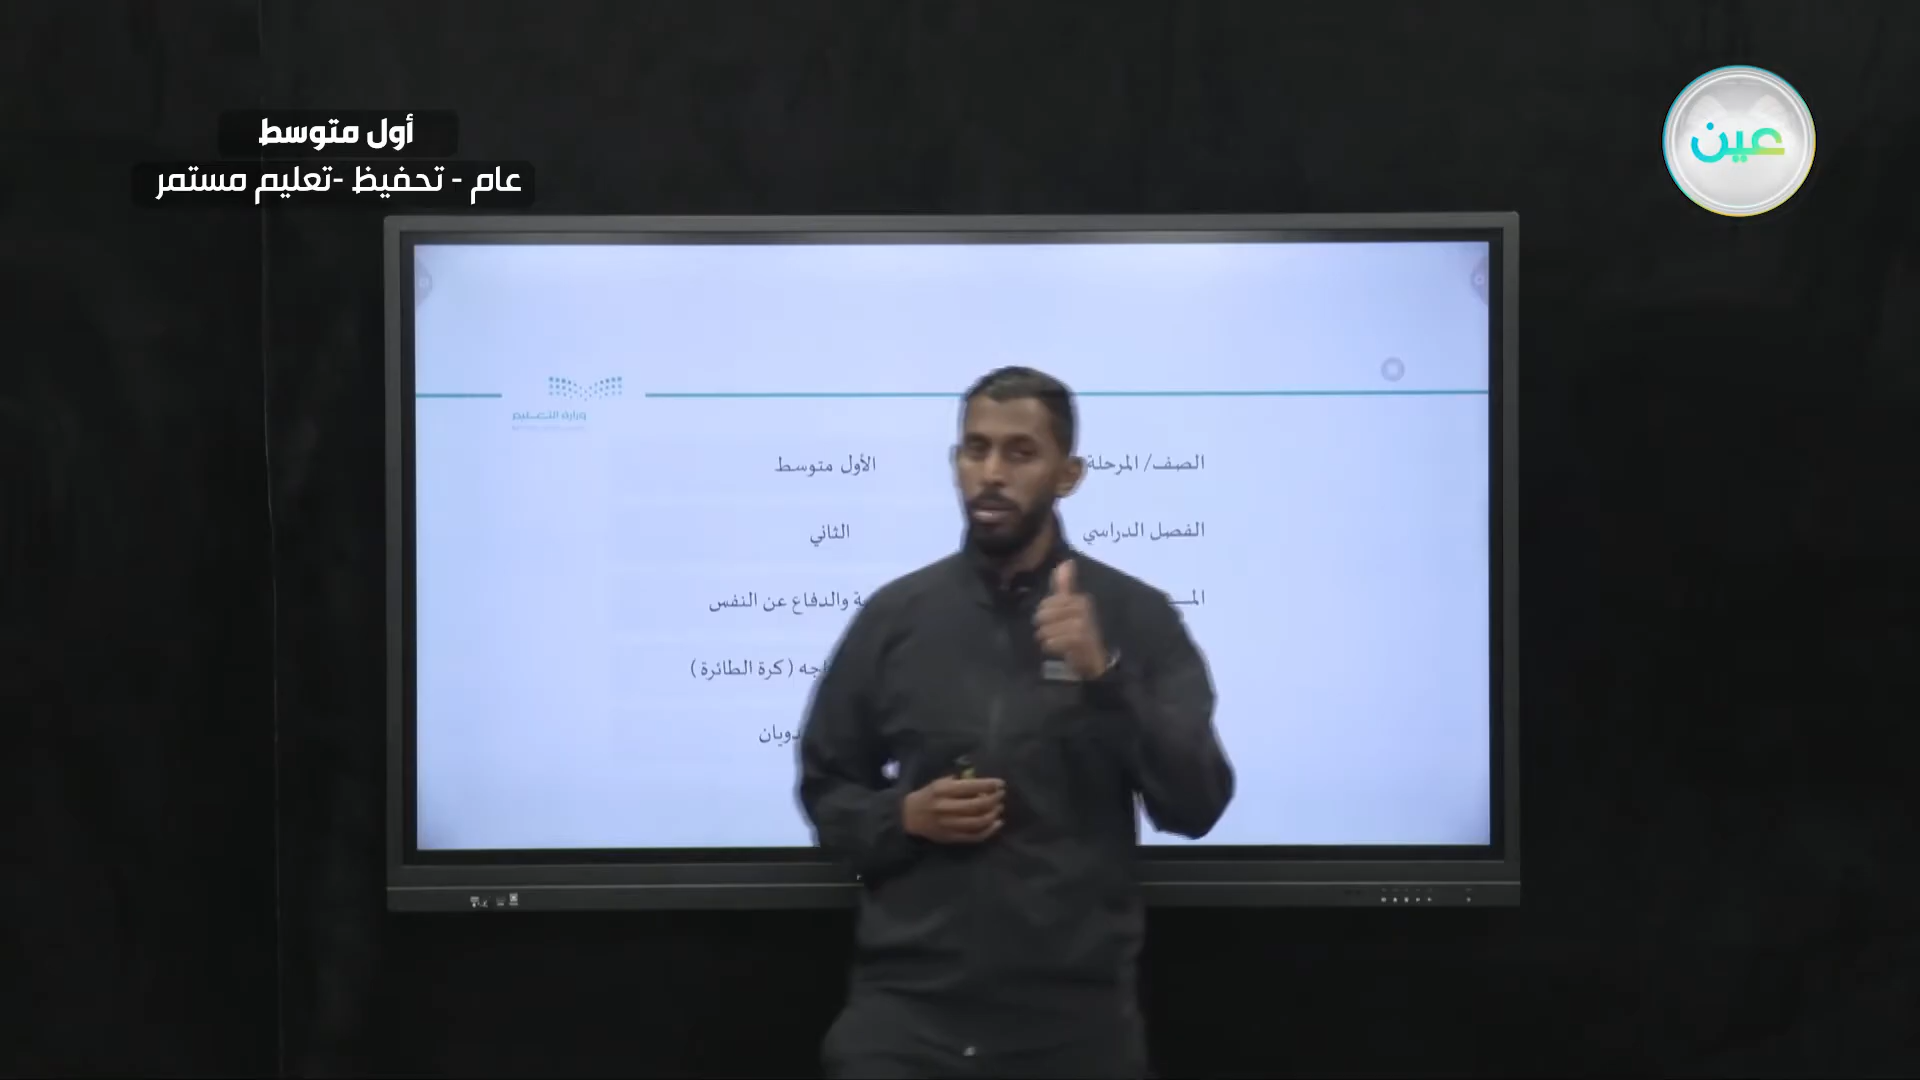 أول متوسط
عام - تحفيظ -تعليم مستمر
عين
وزارة التعليم
الصف/ المرحلة الأول متوسط
الفصل الدراسي الثاني
والدفاع عن النفس
(كرة الطائرة)